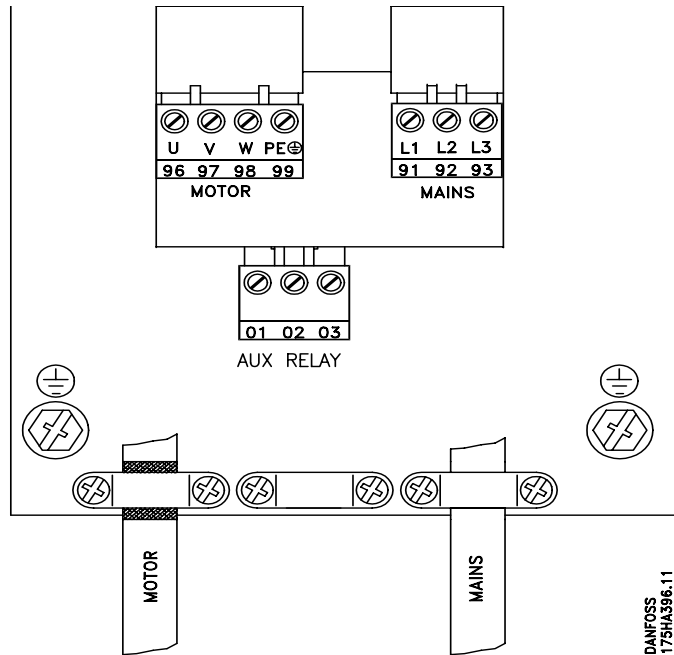 U V W PE
96 97 98 99
MOTOR
L1 L2 L3
91 92 93
MAINS
01 02 03
AUX RELAY
MOTOR
MAINS
DANFOSS
175HA396.11